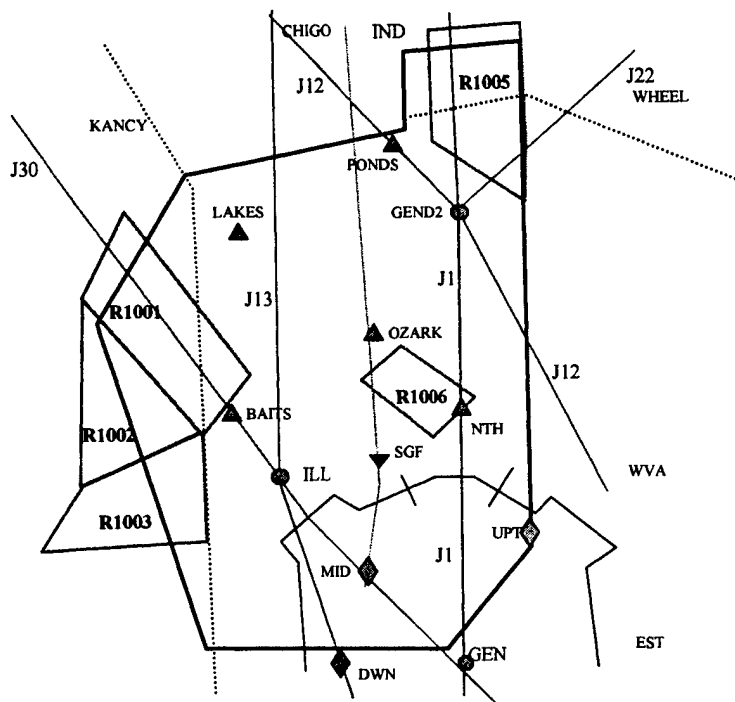 CHIGO
IND
J12
R1005
J22
WHEEL
KANCY
PONDS
J30
LAKES
GEND2
J1
J13
R1001
OZARK
J12
R1006
BAITS
NTH
R1002
SGF
ILL
WVA
R1003
UPT
J1
MID
EST
GEN
DWN